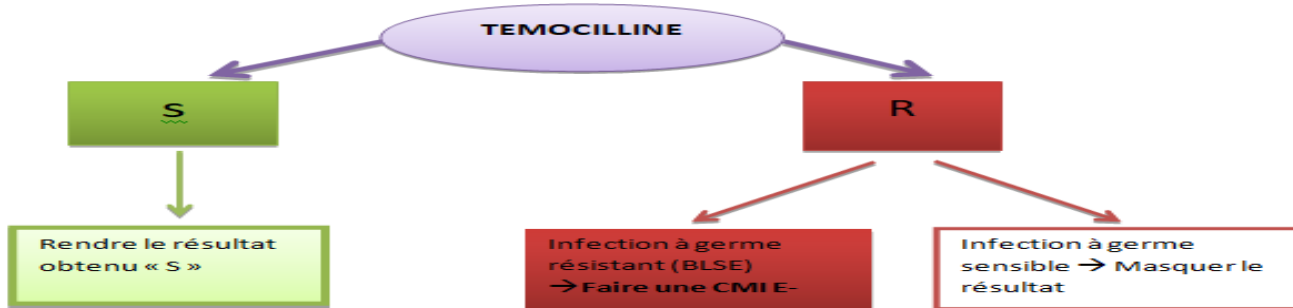 TEMOCILLINE
S
R
Rendre le résultat
obtenu « S »
Infection à germe
résistant (BLSE)
→ Faire une CMI E-
Infection à germe
sensible → Masquer le
résultat